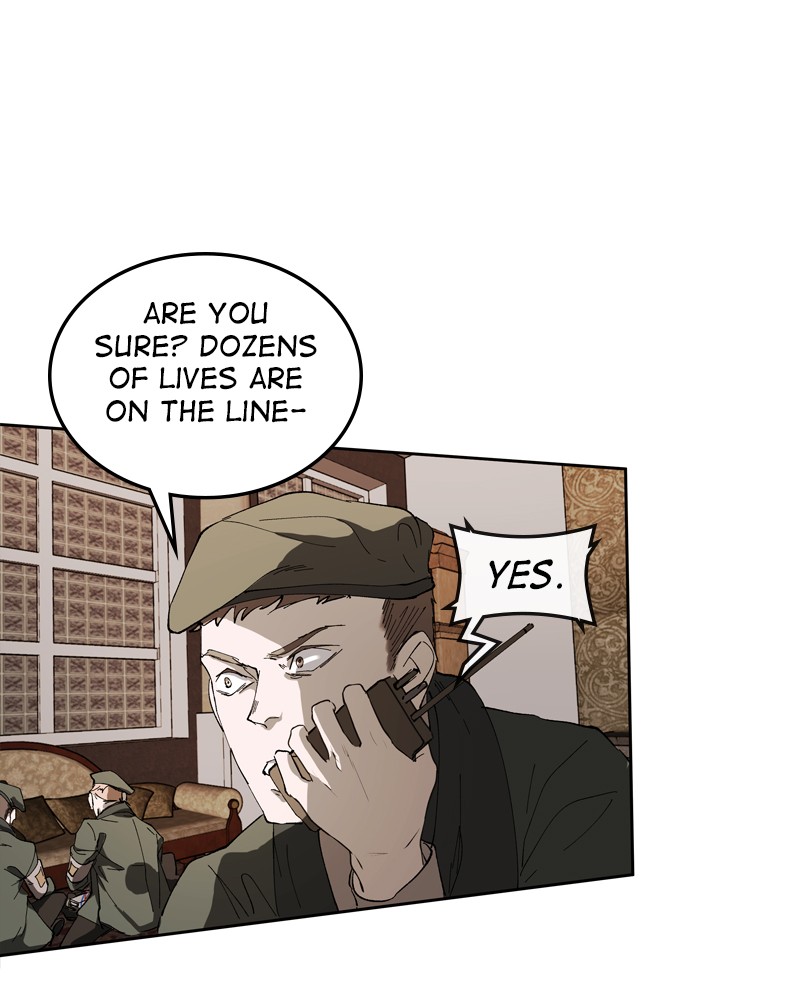 ARE YOU
SURE? DOZENS
OF LIVES ARE
ON THE LINE-
YES.